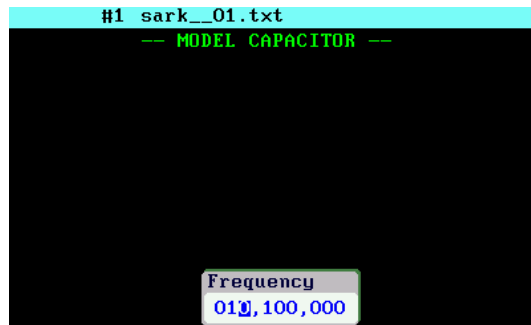 #1 sark__01.txt
-- MODEL CAPACITOR --
Frequency
010,100,000